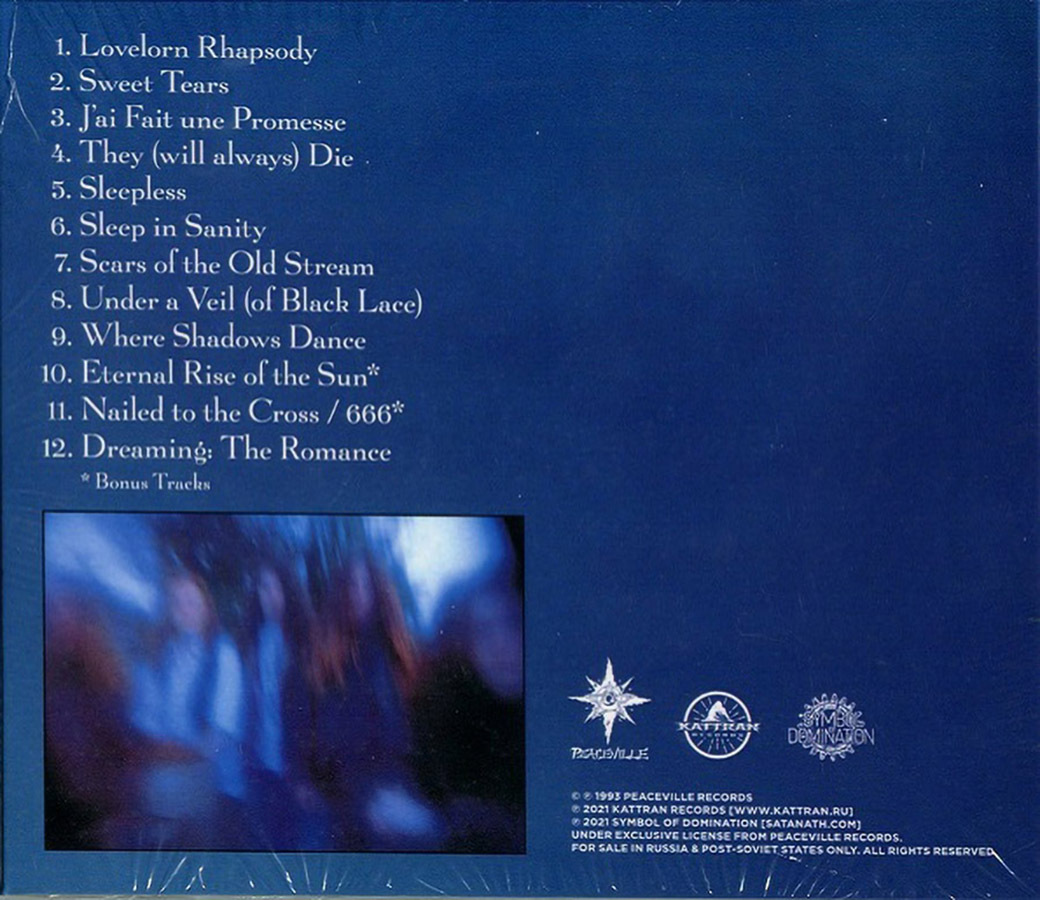 1. Lovelorn Rhapsody
2. Sweet Tears
3. J'ai Fait une Promesse
4. They (will always) Die
5. Sleepless
6. Sleep in Sanity
7. Scars of the Old Stream
8. Under a Veil (of Black Lace)
9. Where Shadows Dance
10. Eternal Rise of the Sun*
11. Nailed to the Cross / 666*
12. Dreaming: The Romance
* Bonus Tracks
PEACEVILLE
KATTRAN
RECORDS
SYMBOL OF
DOMINATION
© ℗ 1993 PEACEVILLE RECORDS
℗ 2021 KATTRAN RECORDS [WWW.KATTRAN.RU]
℗ 2021 SYMBOL OF DOMINATION [SATANATH.COM]
UNDER EXCLUSIVE LICENSE FROM PEACEVILLE RECORDS.
FOR SALE IN RUSSIA & POST-SOVIET STATES ONLY. ALL RIGHTS RESERVED